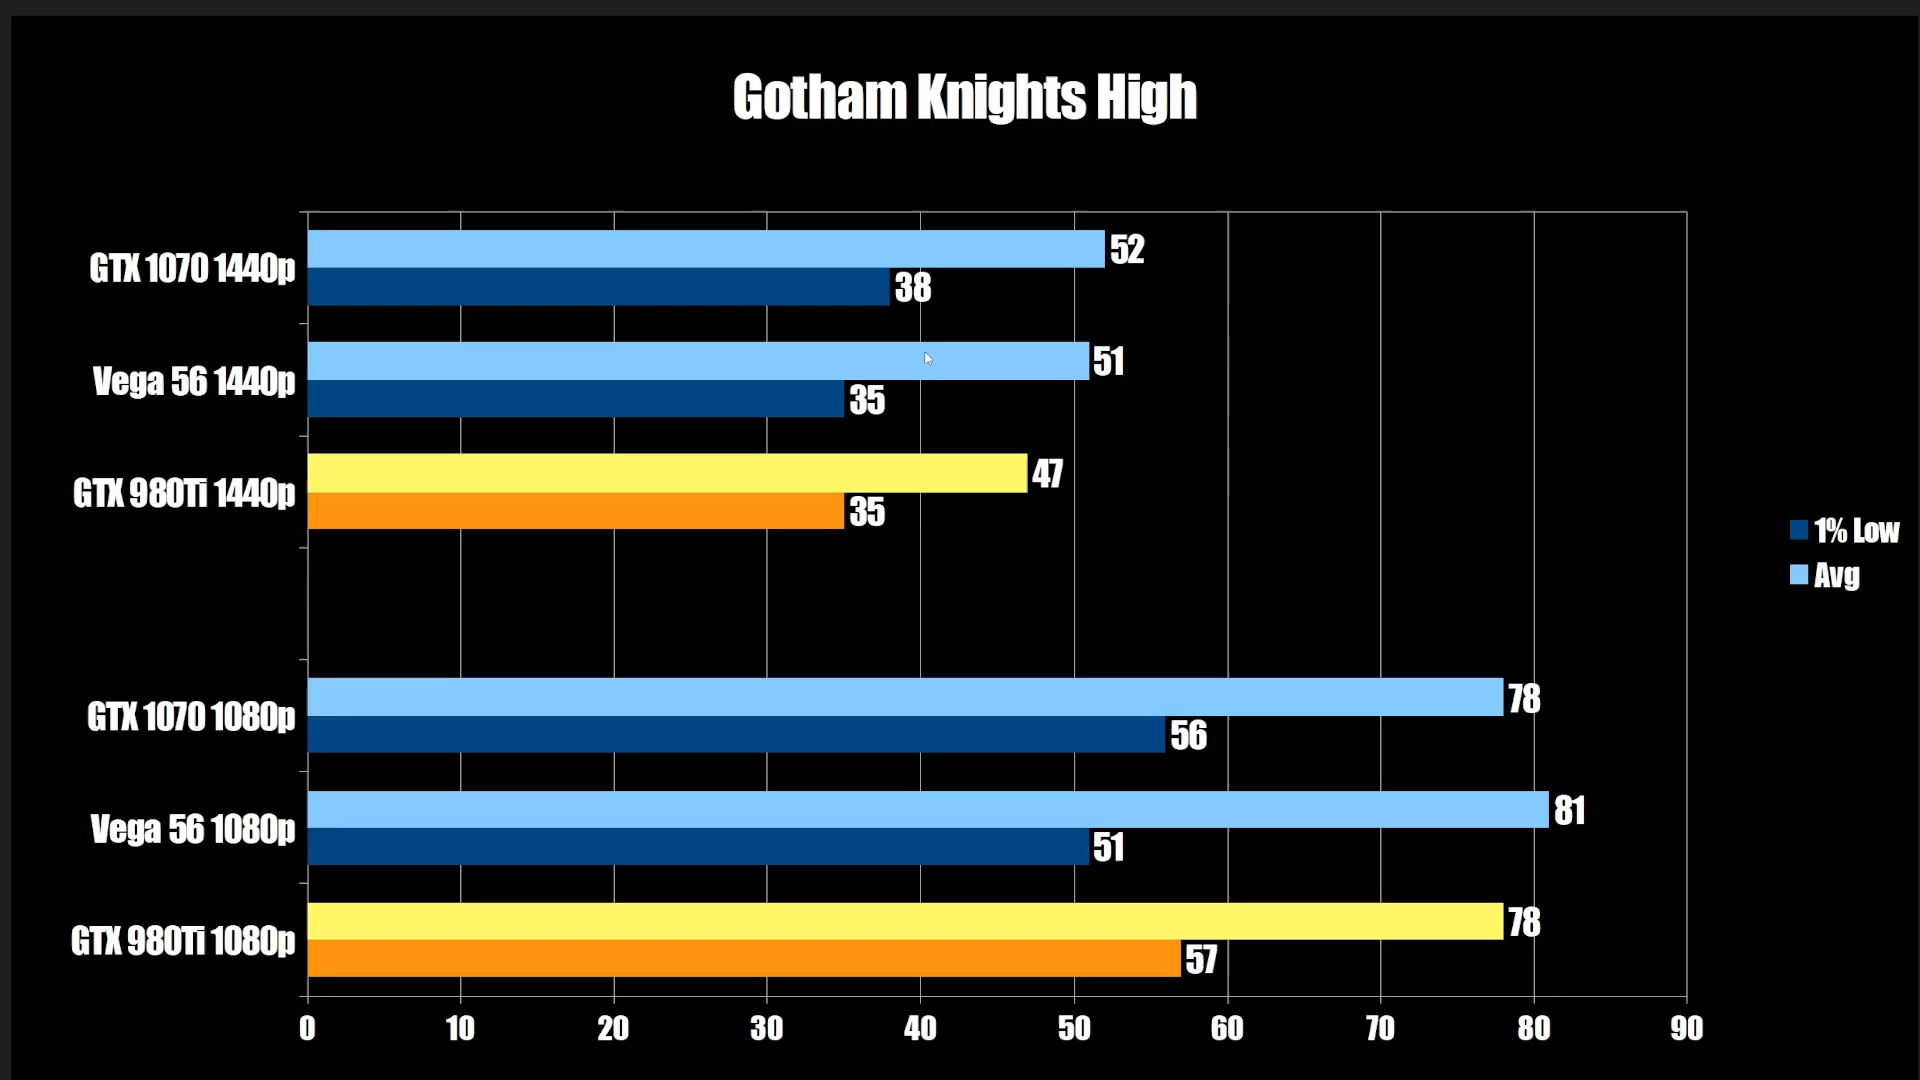 Gotham Knights High
GTX 1070 1440p
52
38
Vega 56 1440p
51
35
GTX 980Ti 1440p
47
35
1% Low
Avg
GTX 1070 1080p
78
56
Vega 56 1080p
81
51
GTX 980Ti 1080p
78
57
0 10 20 30 40 50 60 70 80 90